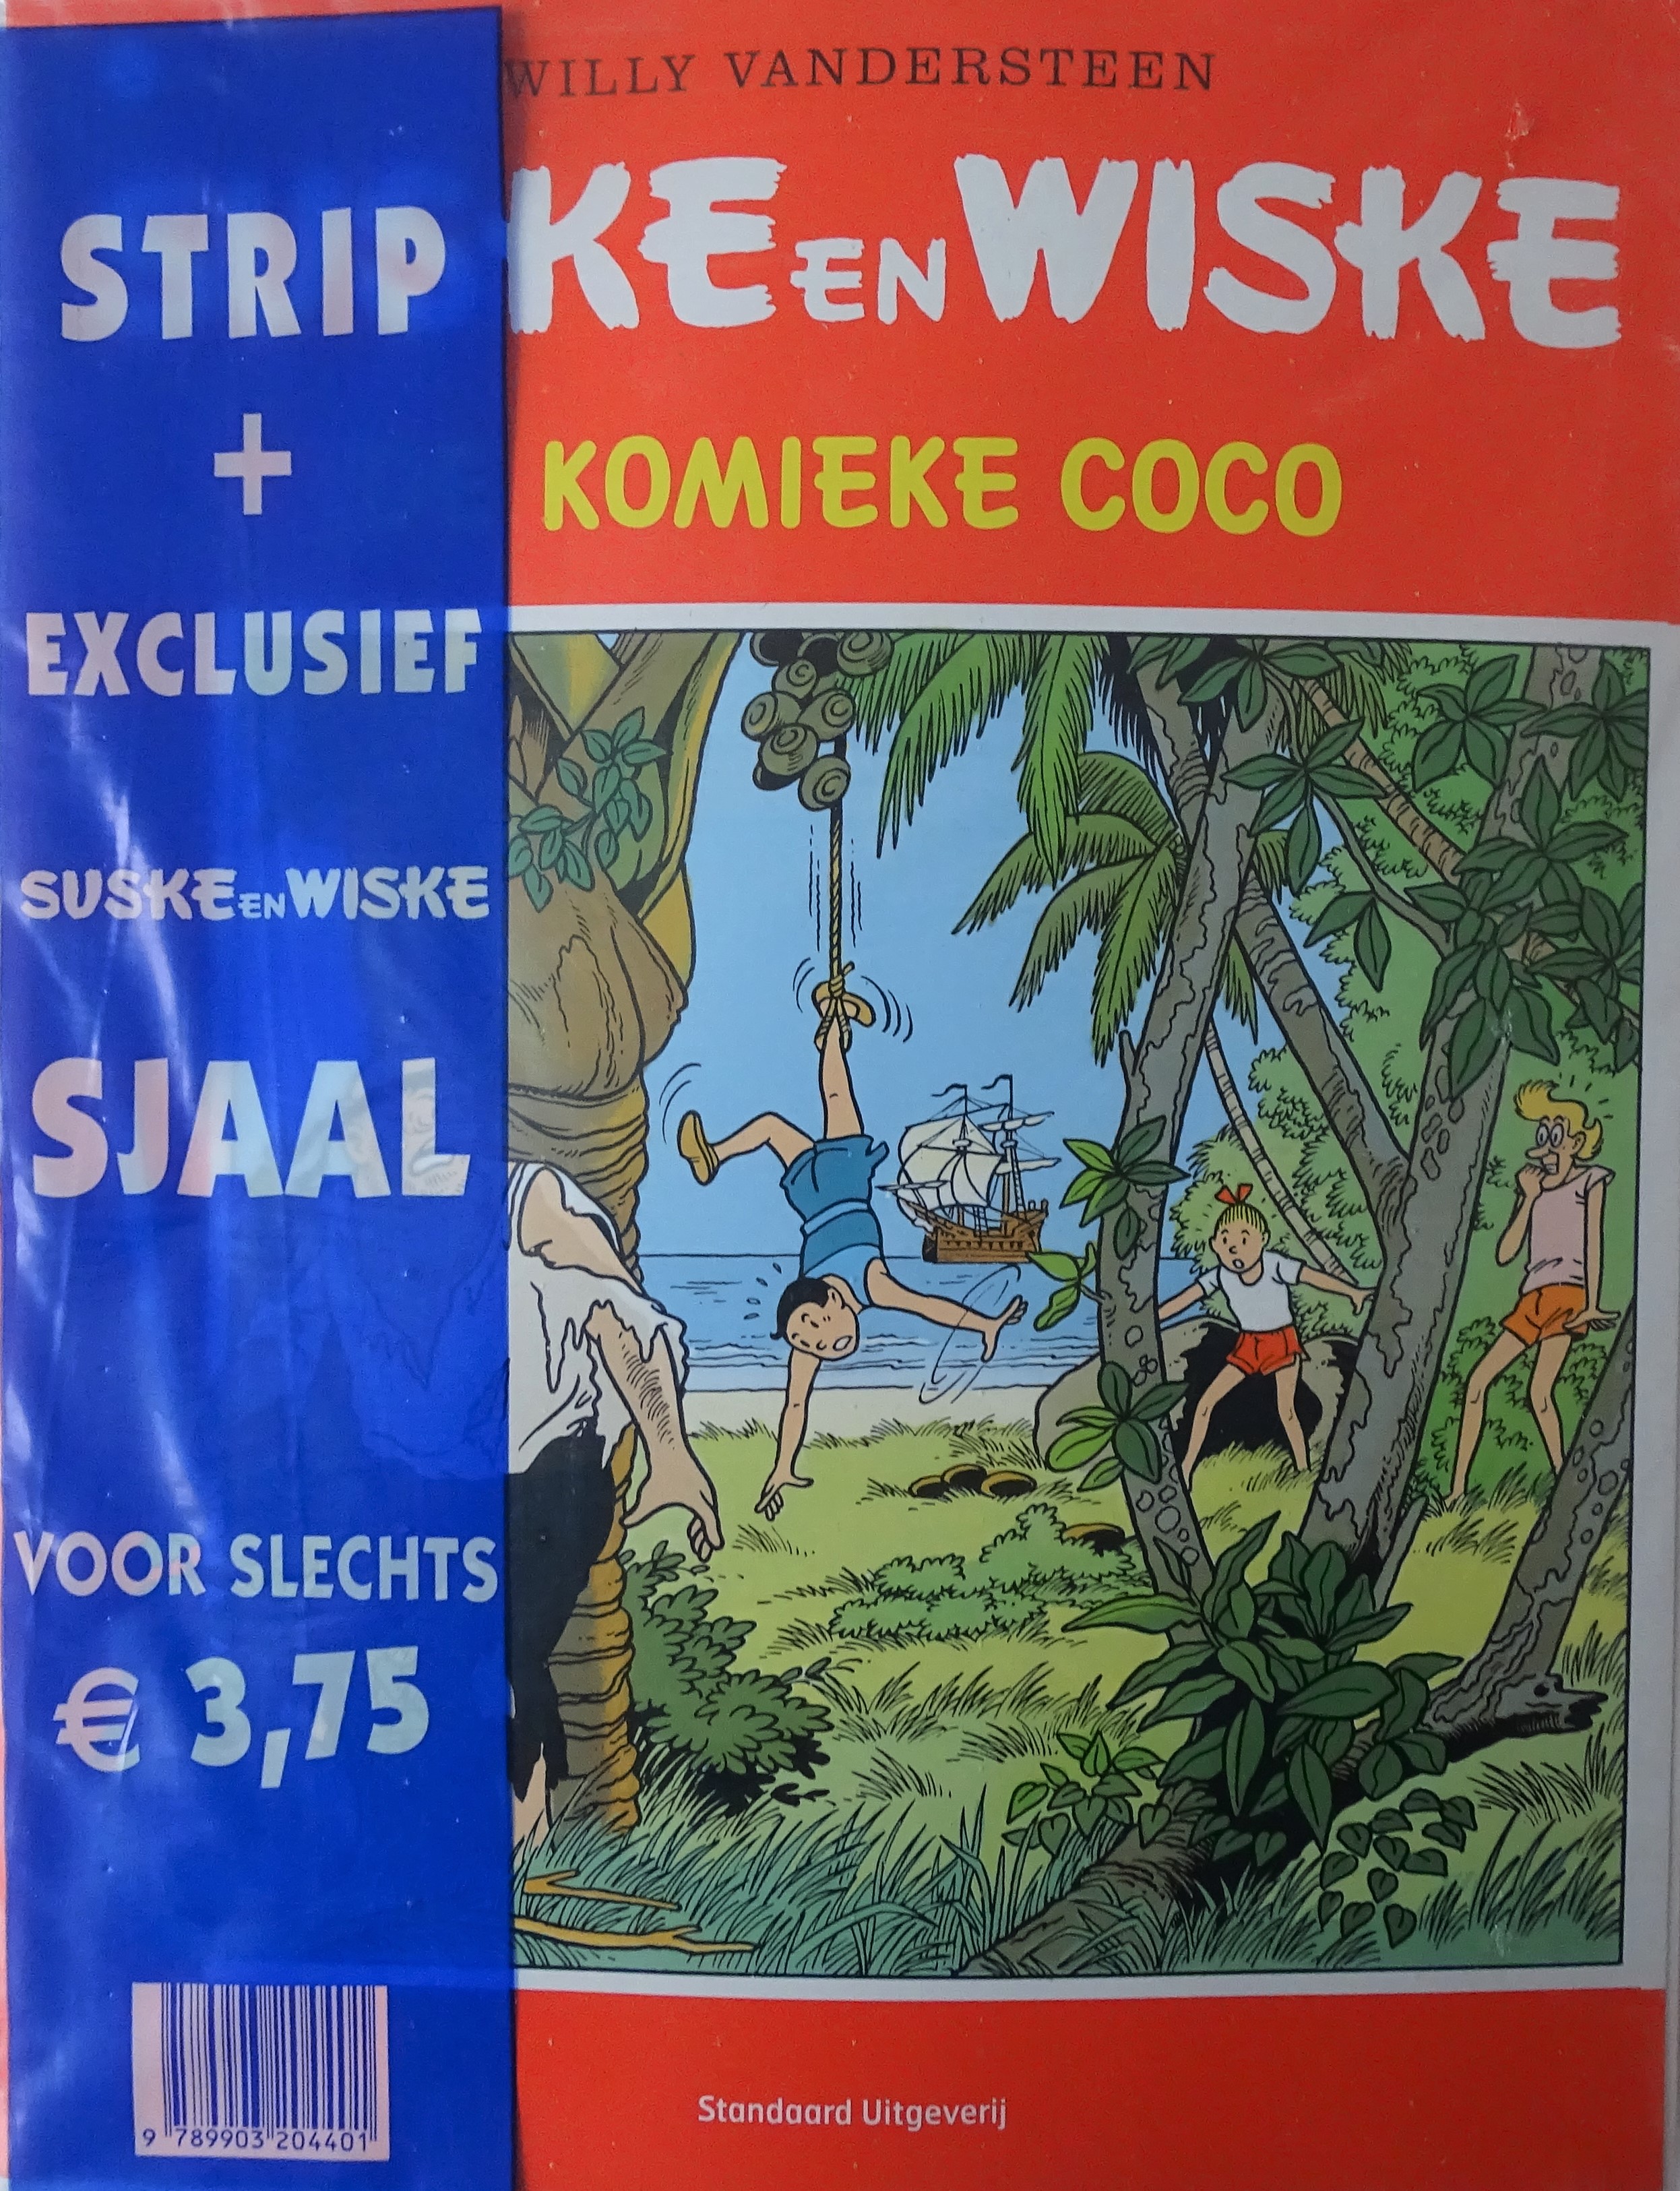 WILLY VANDERSTEEN
KE EN WISKE
KOMIEKE COCO
STRIP
+
EXCLUSIEF
SUSKE EN WISKE
SJAAL
VOOR SLECHTS
€ 3,75
9 789903 204401
Standaard Uitgeverij